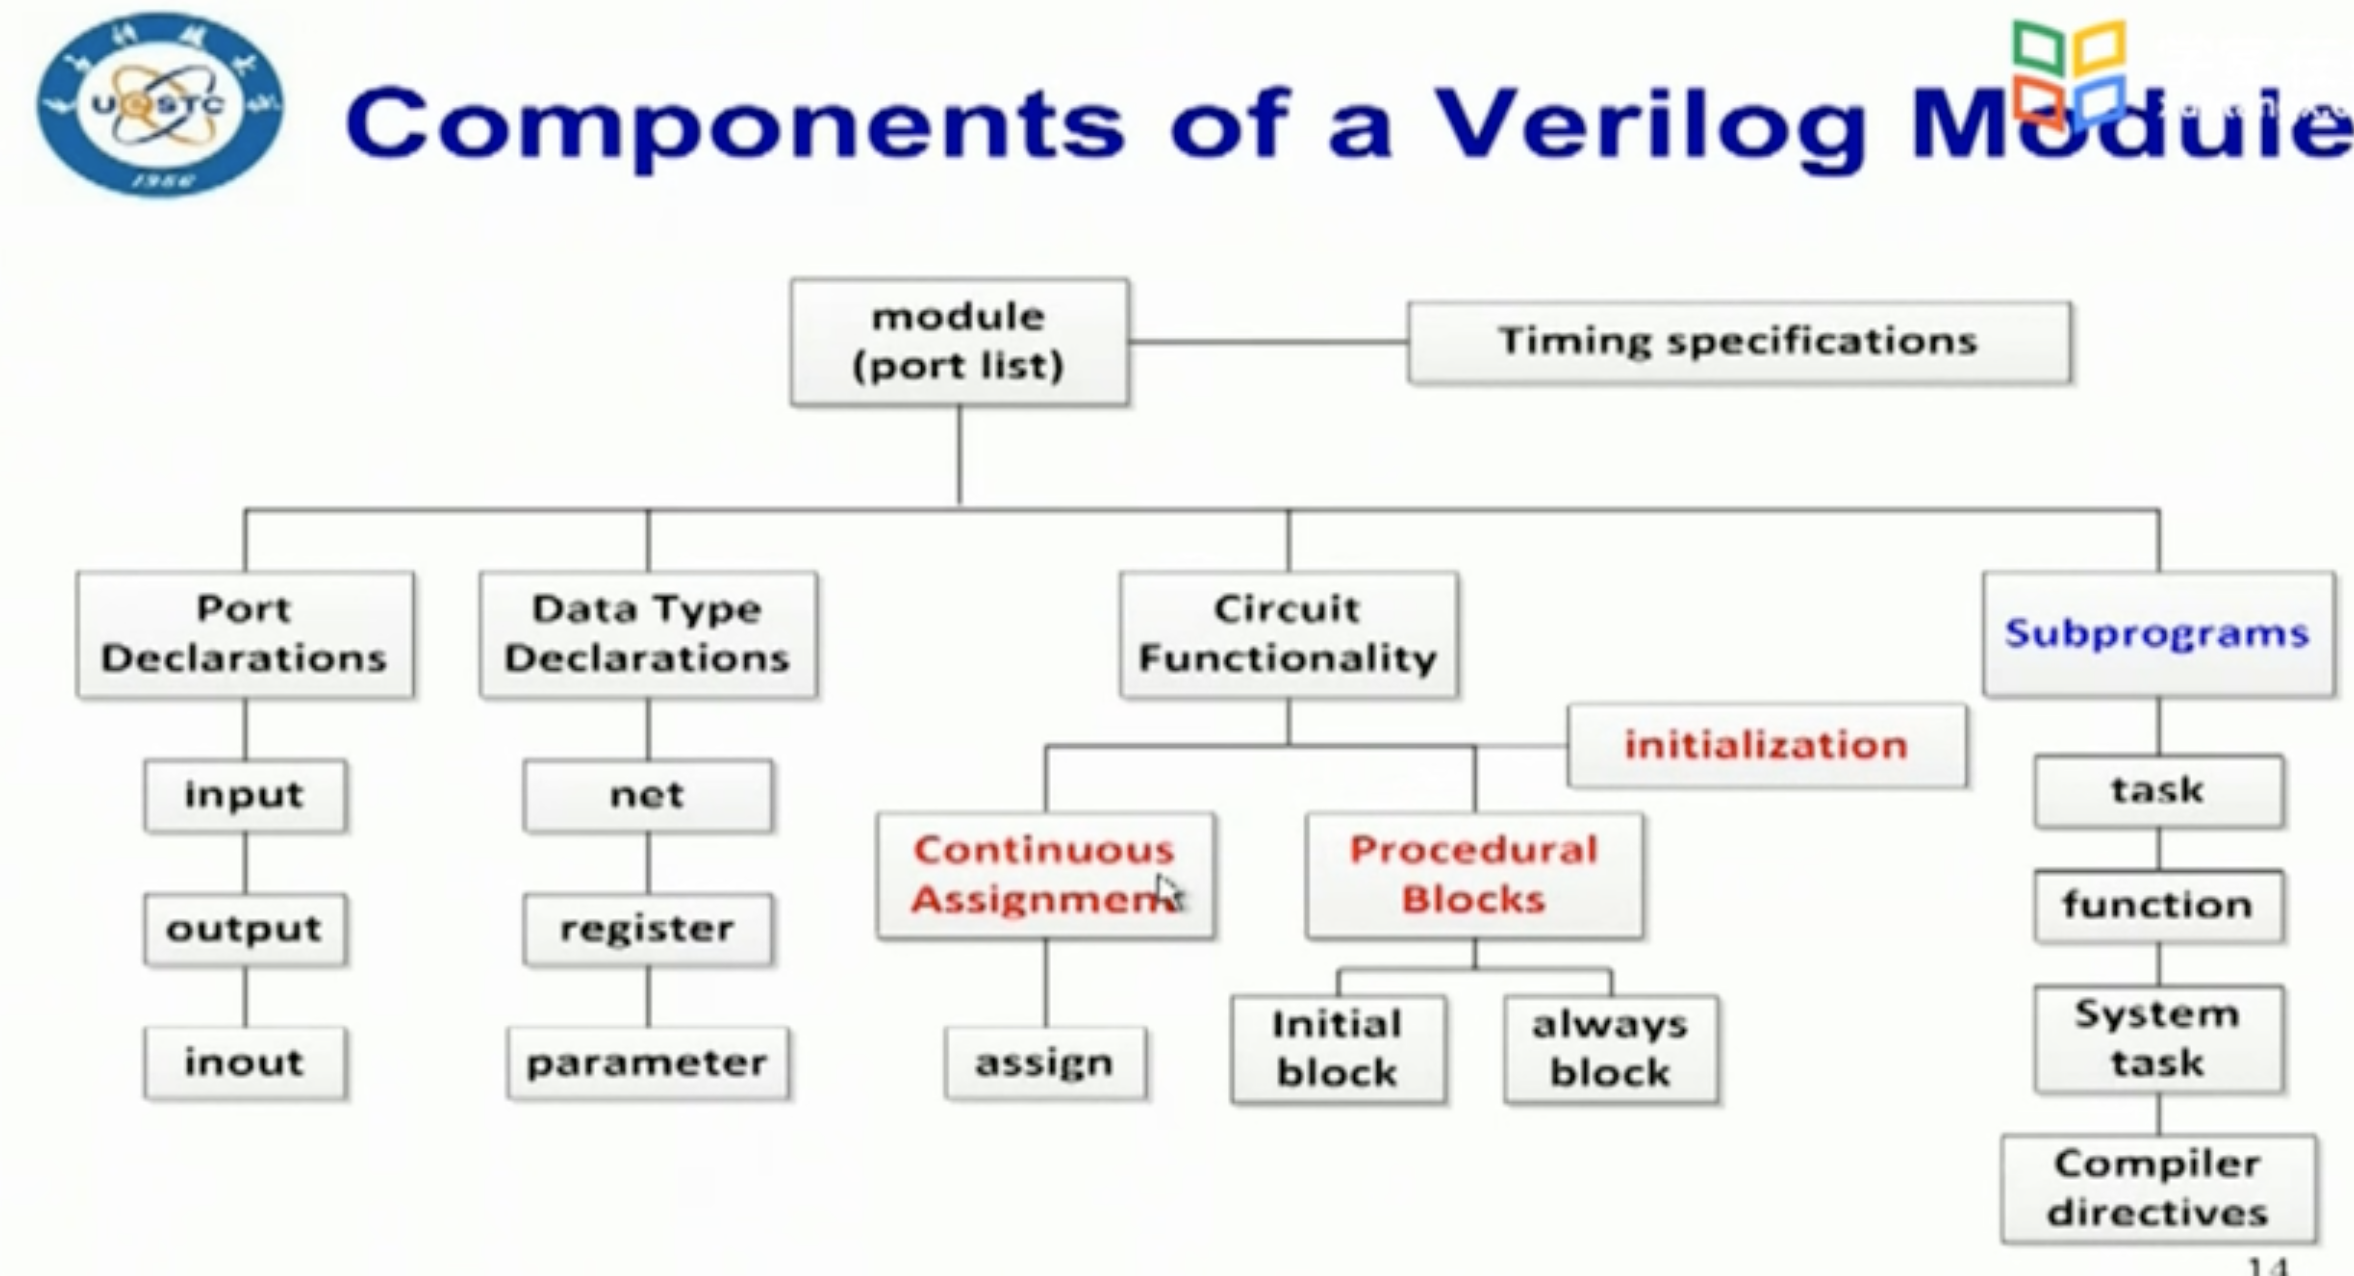 Components of a Verilog Module
module
(port list)
Timing specifications
Port
Declarations
Data Type
Declarations
Circuit
Functionality
Subprograms
input
output
inout
net
register
parameter
initialization
Continuous
Assignment
Procedural
Blocks
assign
Initial
block
always
block
task
function
System
task
Compiler
directives
14
1956